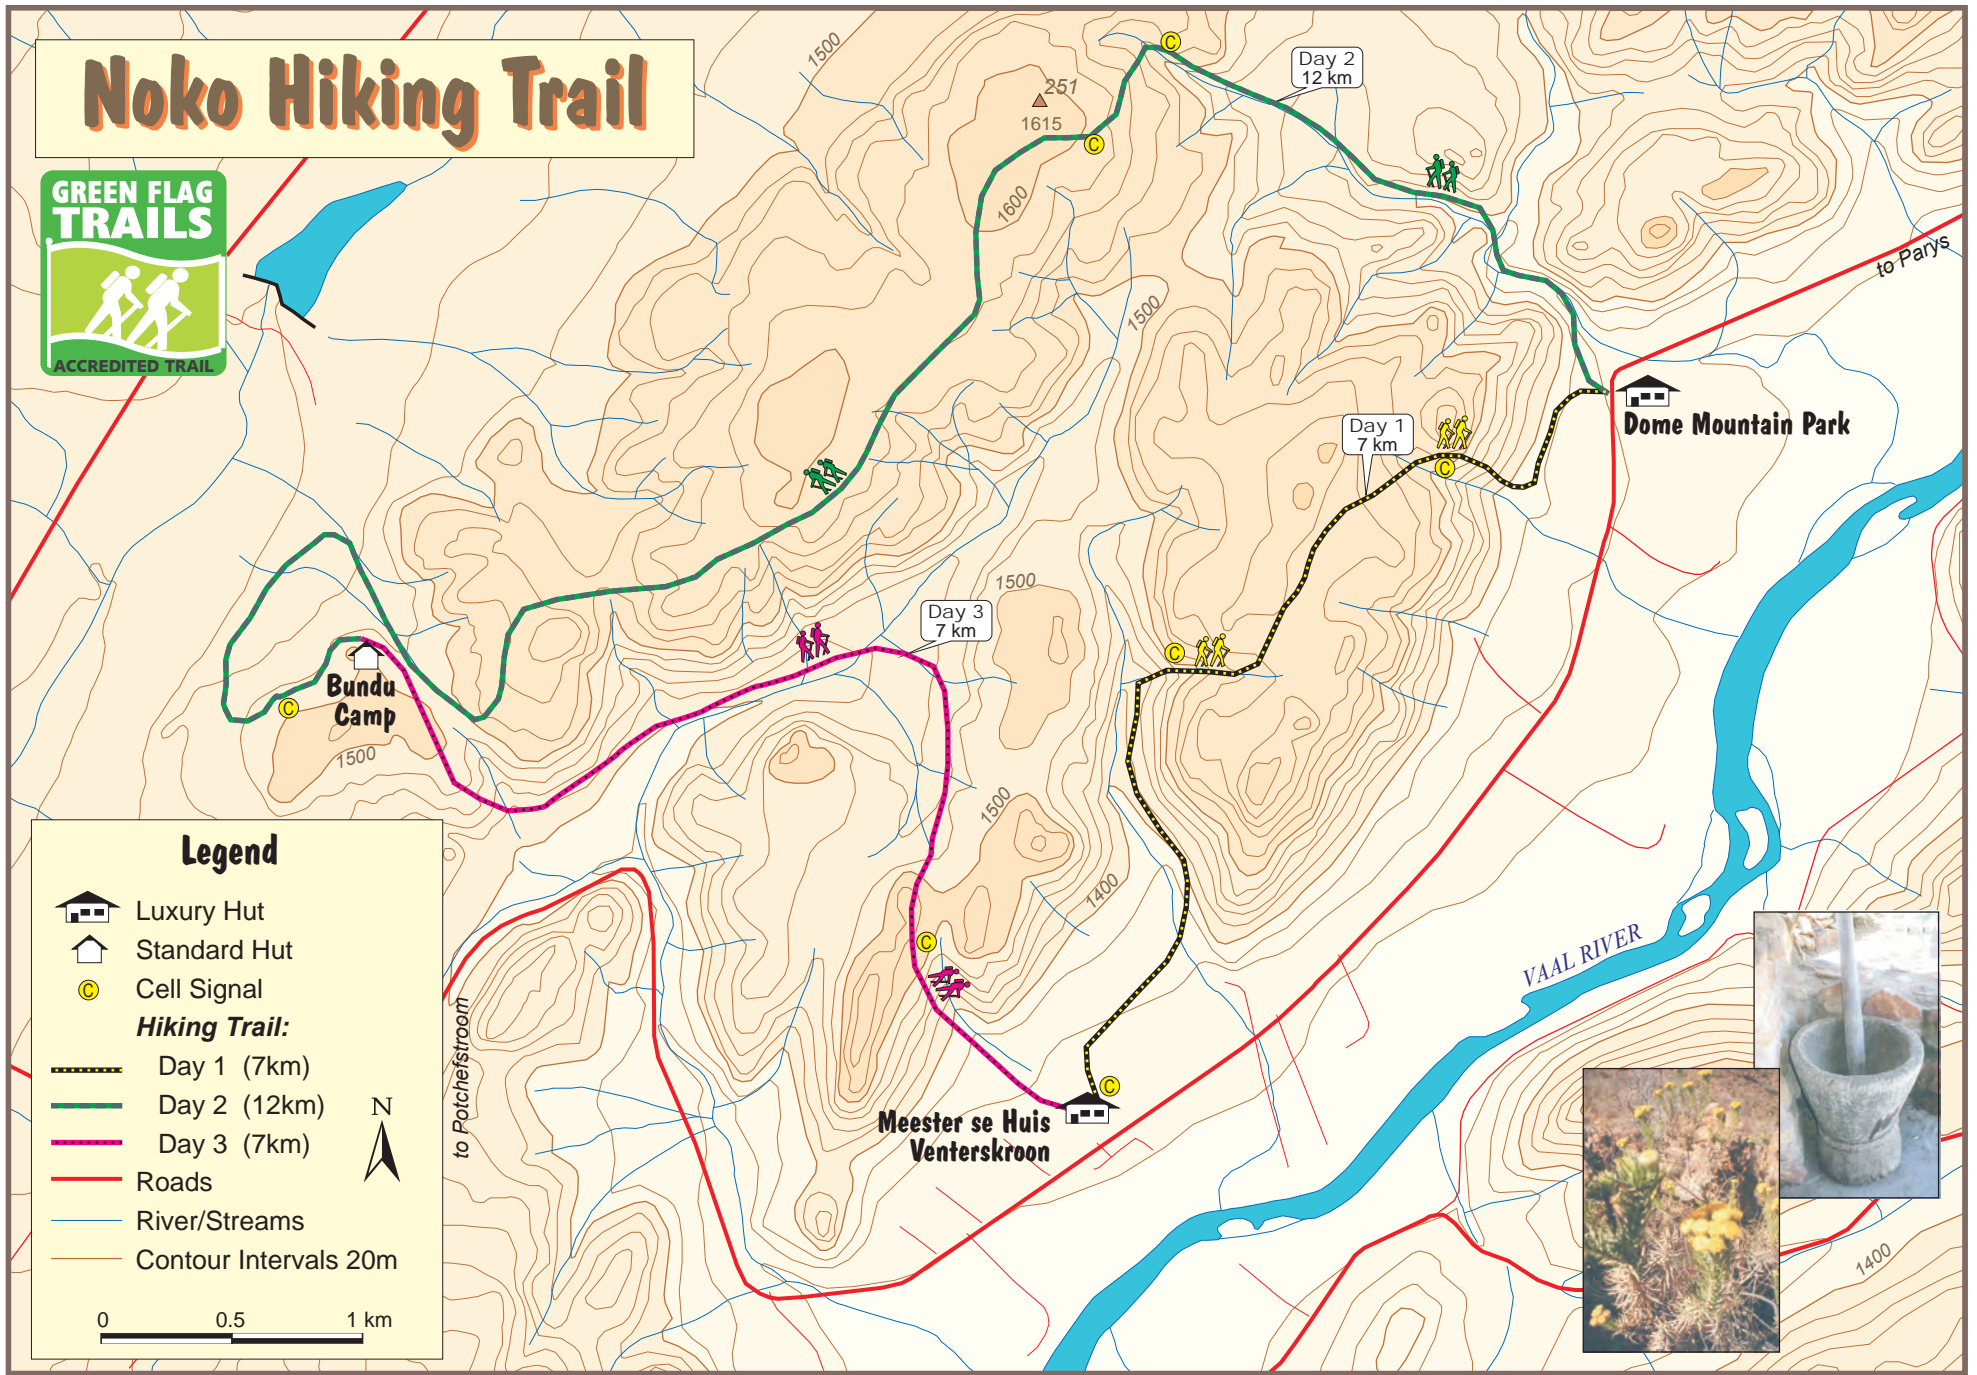 Noko Hiking Trail
GREEN FLAG
TRAILS
ACCREDITED TRAIL
1500
251
1615
1600
C
C
Day 2
12 km
to Parys
1500
Dome Mountain Park
Day 1
7 km
C
1500
Day 3
7 km
C
Bundu
Camp
C
1500
1500
1400
C
VAAL RIVER
C
Meester se Huis
Venterskroon
to Potchefstroom
1400
Legend
Luxury Hut
Standard Hut
C Cell Signal
Hiking Trail:
Day 1 (7km)
Day 2 (12km)
Day 3 (7km)
N
Roads
River/Streams
Contour Intervals 20m
0 0.5 1 km